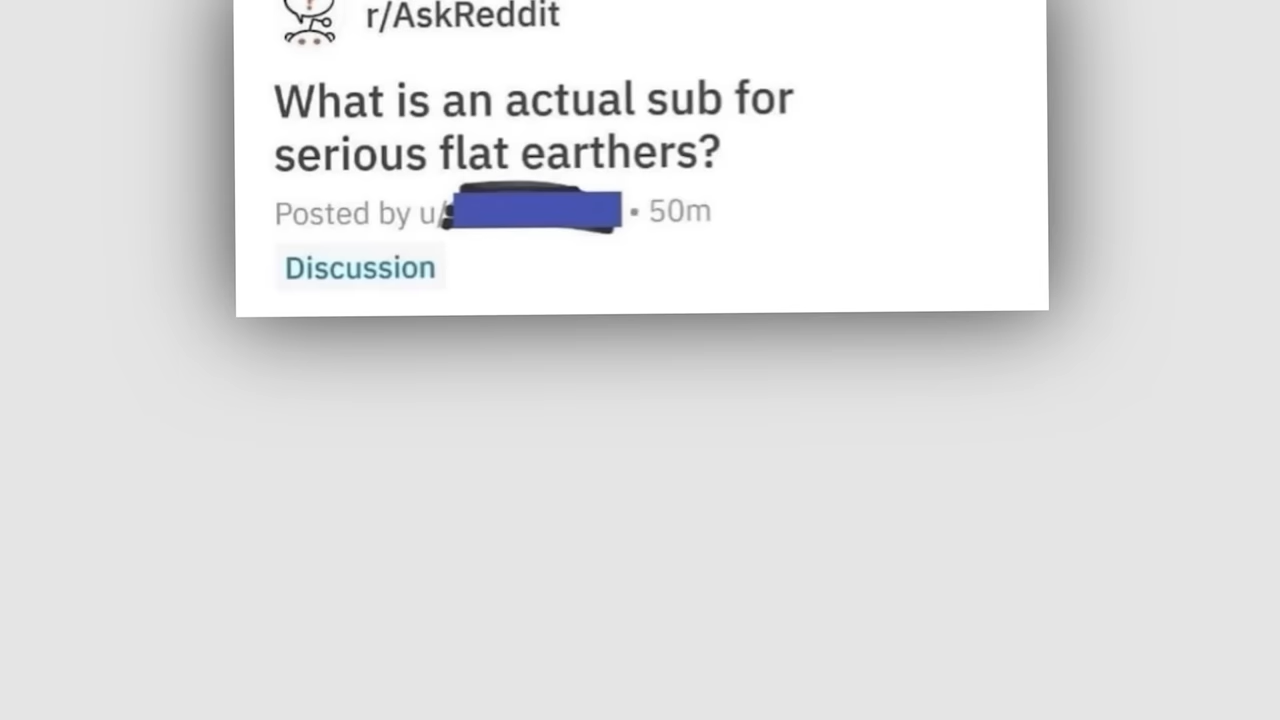 r/AskReddit
What is an actual sub for
serious flat earthers?
Posted by u/ • 50m
Discussion